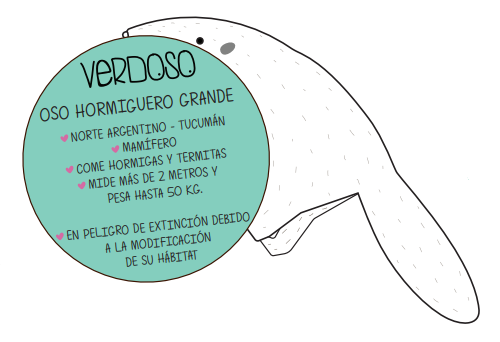 VERDOSO
OSO HORMIGUERO GRANDE
NORTE ARGENTINO - TUCUMÁN
MAMÍFERO
COME HORMIGAS Y TERMITAS
MIDE MÁS DE 2 METROS Y
PESA HASTA 50 KG.
EN PELIGRO DE EXTINCIÓN DEBIDO
A LA MODIFICACIÓN
DE SU HÁBITAT